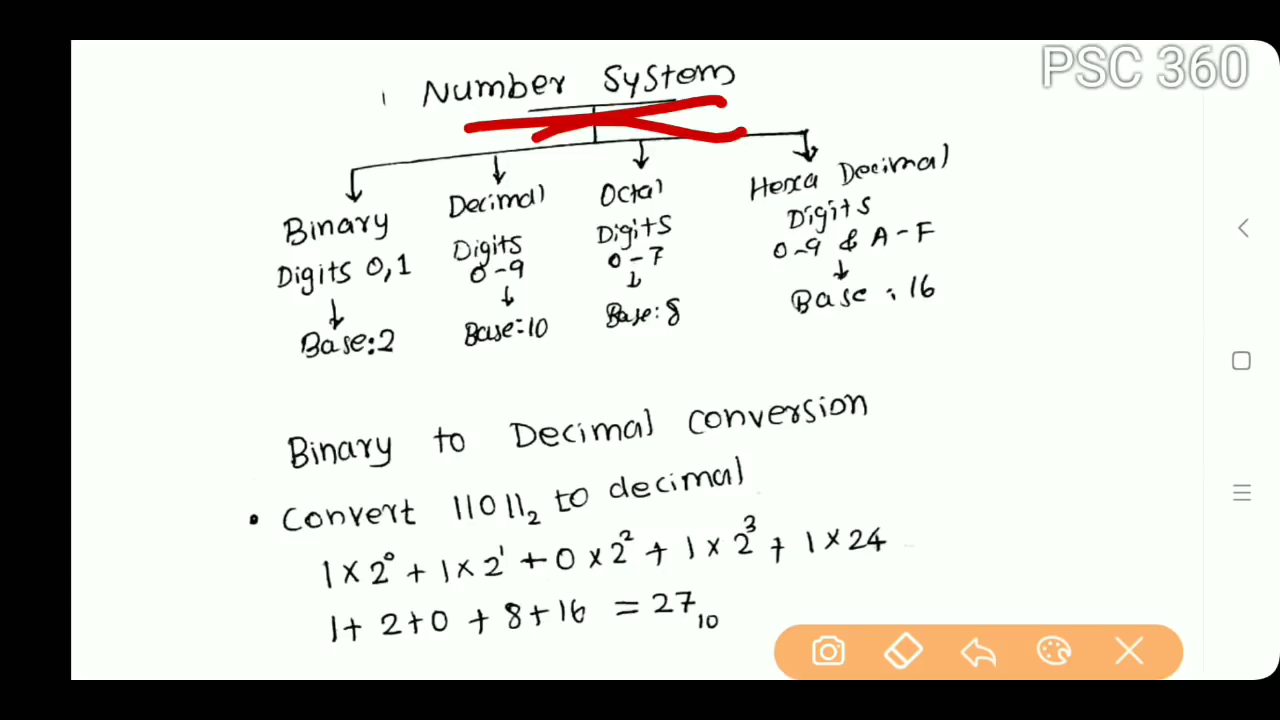 PSC 360
Number System
Binary
Digits 0,1
Base:2
Decimal
Digits
0-9
Base:10
Octal
Digits
0-7
Base:8
Hexa Decimal
Digits
0-9 & A-F
Base:16
Binary to Decimal conversion
• Convert 11011₂ to decimal
1×2⁰ + 1×2¹ + 0×2² + 1×2³ + 1×24
1+ 2+0 + 8+16 = 27₁₀